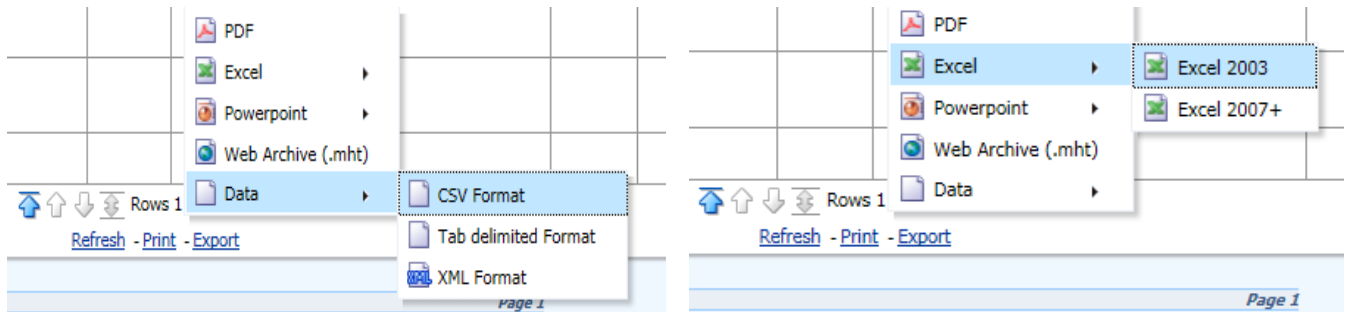 PDF
Excel
Powerpoint
Web Archive (.mht)
Data
CSV Format
Tab delimited Format
XML Format
Rows 1
Refresh - Print - Export
Page 1
PDF
Excel
Excel 2003
Powerpoint
Excel 2007+
Web Archive (.mht)
Data
Rows 1
Refresh - Print - Export
Page 1